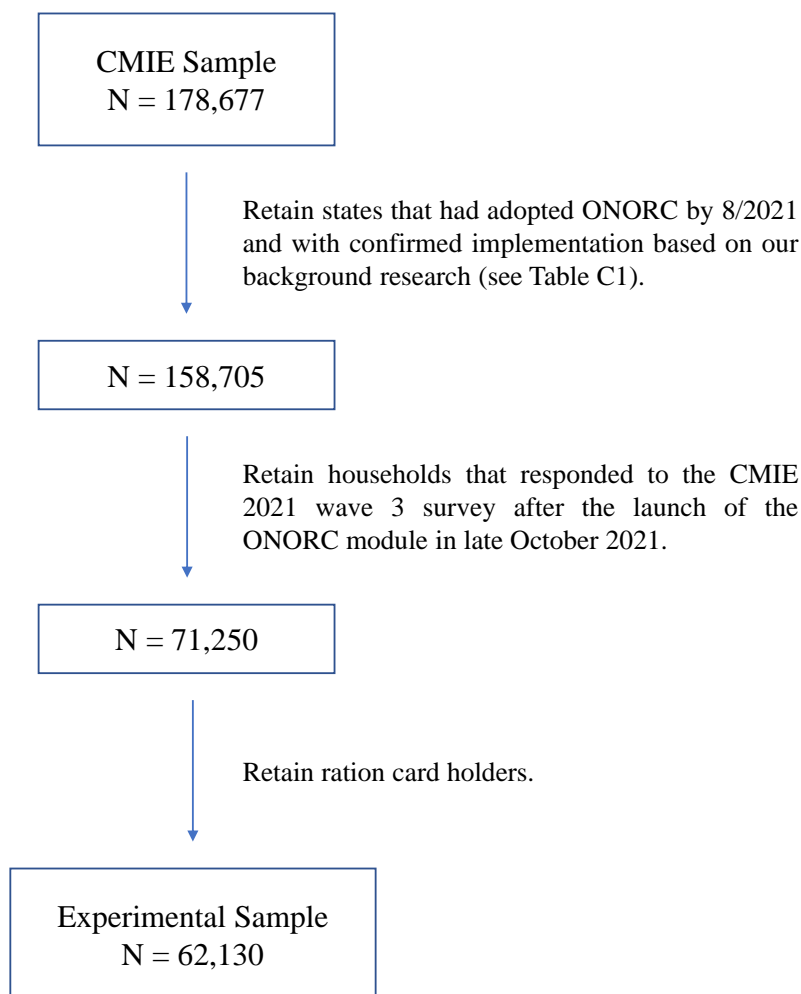 CMIE Sample
N = 178,677
Retain states that had adopted ONORC by 8/2021
and with confirmed implementation based on our
background research (see Table C1).
N = 158,705
Retain households that responded to the CMIE
2021 wave 3 survey after the launch of the
ONORC module in late October 2021.
N = 71,250
Retain ration card holders.
Experimental Sample
N = 62,130